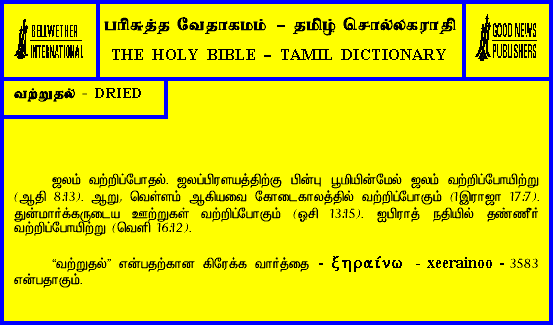 BELLWETHER
INTERNATIONAL
பரிசுத்த வேதாகமம் – தமிழ் சொல்லகராதி
THE HOLY BIBLE – TAMIL DICTIONARY
GOOD NEWS
PUBLISHERS
வற்றுதல் - DRIED
ஜலம் வற்றிப்போதல். ஜலப்பிரளயத்திற்கு பின்பு பூமியின்மேல் ஜலம் வற்றிப்போயிற்று
(ஆதி 8:13). ஆறு, வெள்ளம் ஆகியவை கோடைகாலத்தில் வற்றிப்போகும் (1இராஜா 17:7).
துன்மார்க்கருடைய ஊற்றுகள் வற்றிப்போகும் (ஓசி 13:15). ஐபிராத் நதியில் தண்ணீர்
வற்றிப்போயிற்று (வெளி 16:12).
“வற்றுதல்” என்பதற்கான கிரேக்க வார்த்தை - ξηραίνω - xeerainoo - 3583
என்பதாகும்.